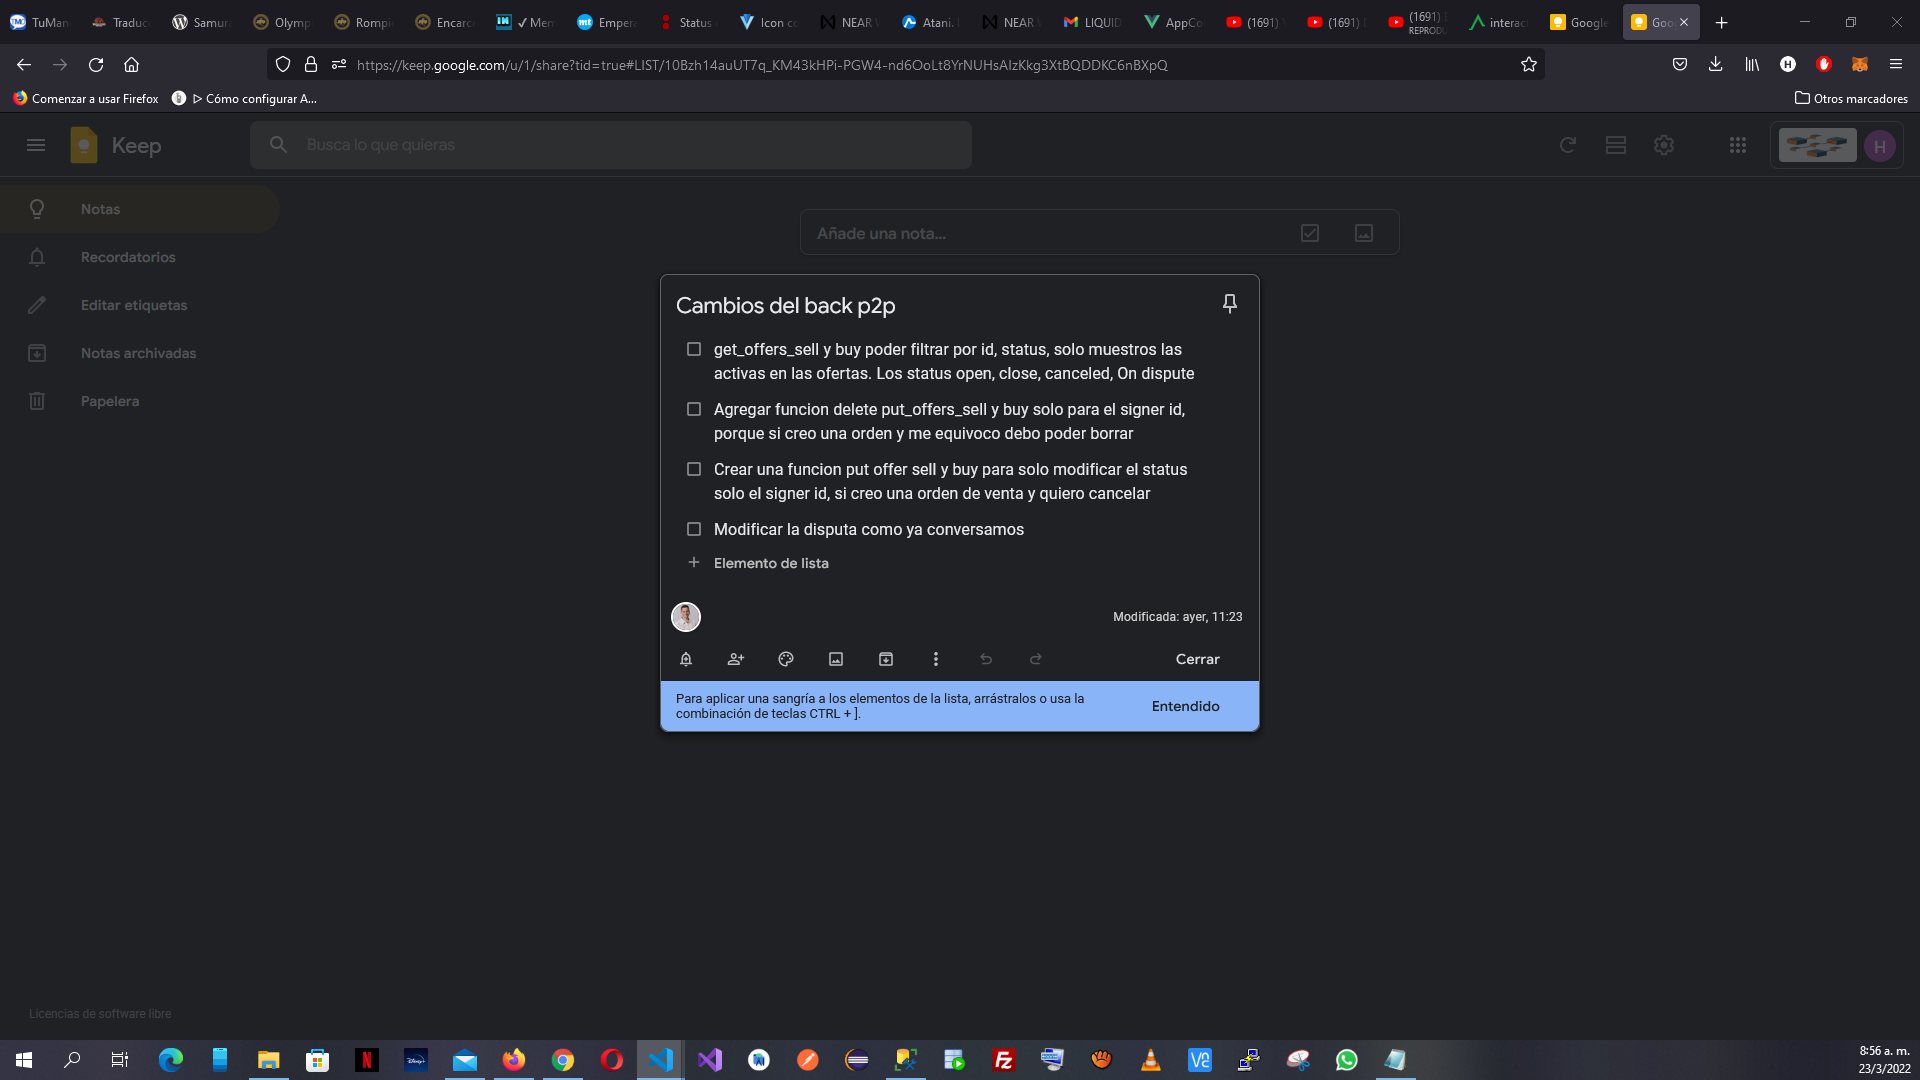 TuMan
Traduc
Samur
Olymp
Rompi
Encarc
✓ Mem
Empera
Status
Icon co
NEAR
Atani.
NEAR
LIQUID
AppCo
(1691)
(1691)
(1691)
REPRODU
interac
Google
Goo
https://keep.google.com/u/1/share?tid=true#LIST/10Bzh14auUT7q_KM43kHPi-PGW4-nd6OoLt8YrNUHsAIzKkg3XtBQDDKC6nBXpQ
Comenzar a usar Firefox
▷ Cómo configurar A...
Otros marcadores
Keep
Busca lo que quieras
H
Notas
Recordatorios
Editar etiquetas
Notas archivadas
Papelera
Añade una nota...
Cambios del back p2p
get_offers_sell y buy poder filtrar por id, status, solo muestros las
activas en las ofertas. Los status open, close, canceled, On dispute
Agregar funcion delete put_offers_sell y buy solo para el signer id,
porque si creo una orden y me equivoco debo poder borrar
Crear una funcion put offer sell y buy para solo modificar el status
solo el signer id, si creo una orden de venta y quiero cancelar
Modificar la disputa como ya conversamos
+ Elemento de lista
Modificada: ayer, 11:23
Cerrar
Para aplicar una sangría a los elementos de la lista, arrástralos o usa la
combinación de teclas CTRL + ].
Entendido
Licencias de software libre
8:56 a. m.
23/3/2022